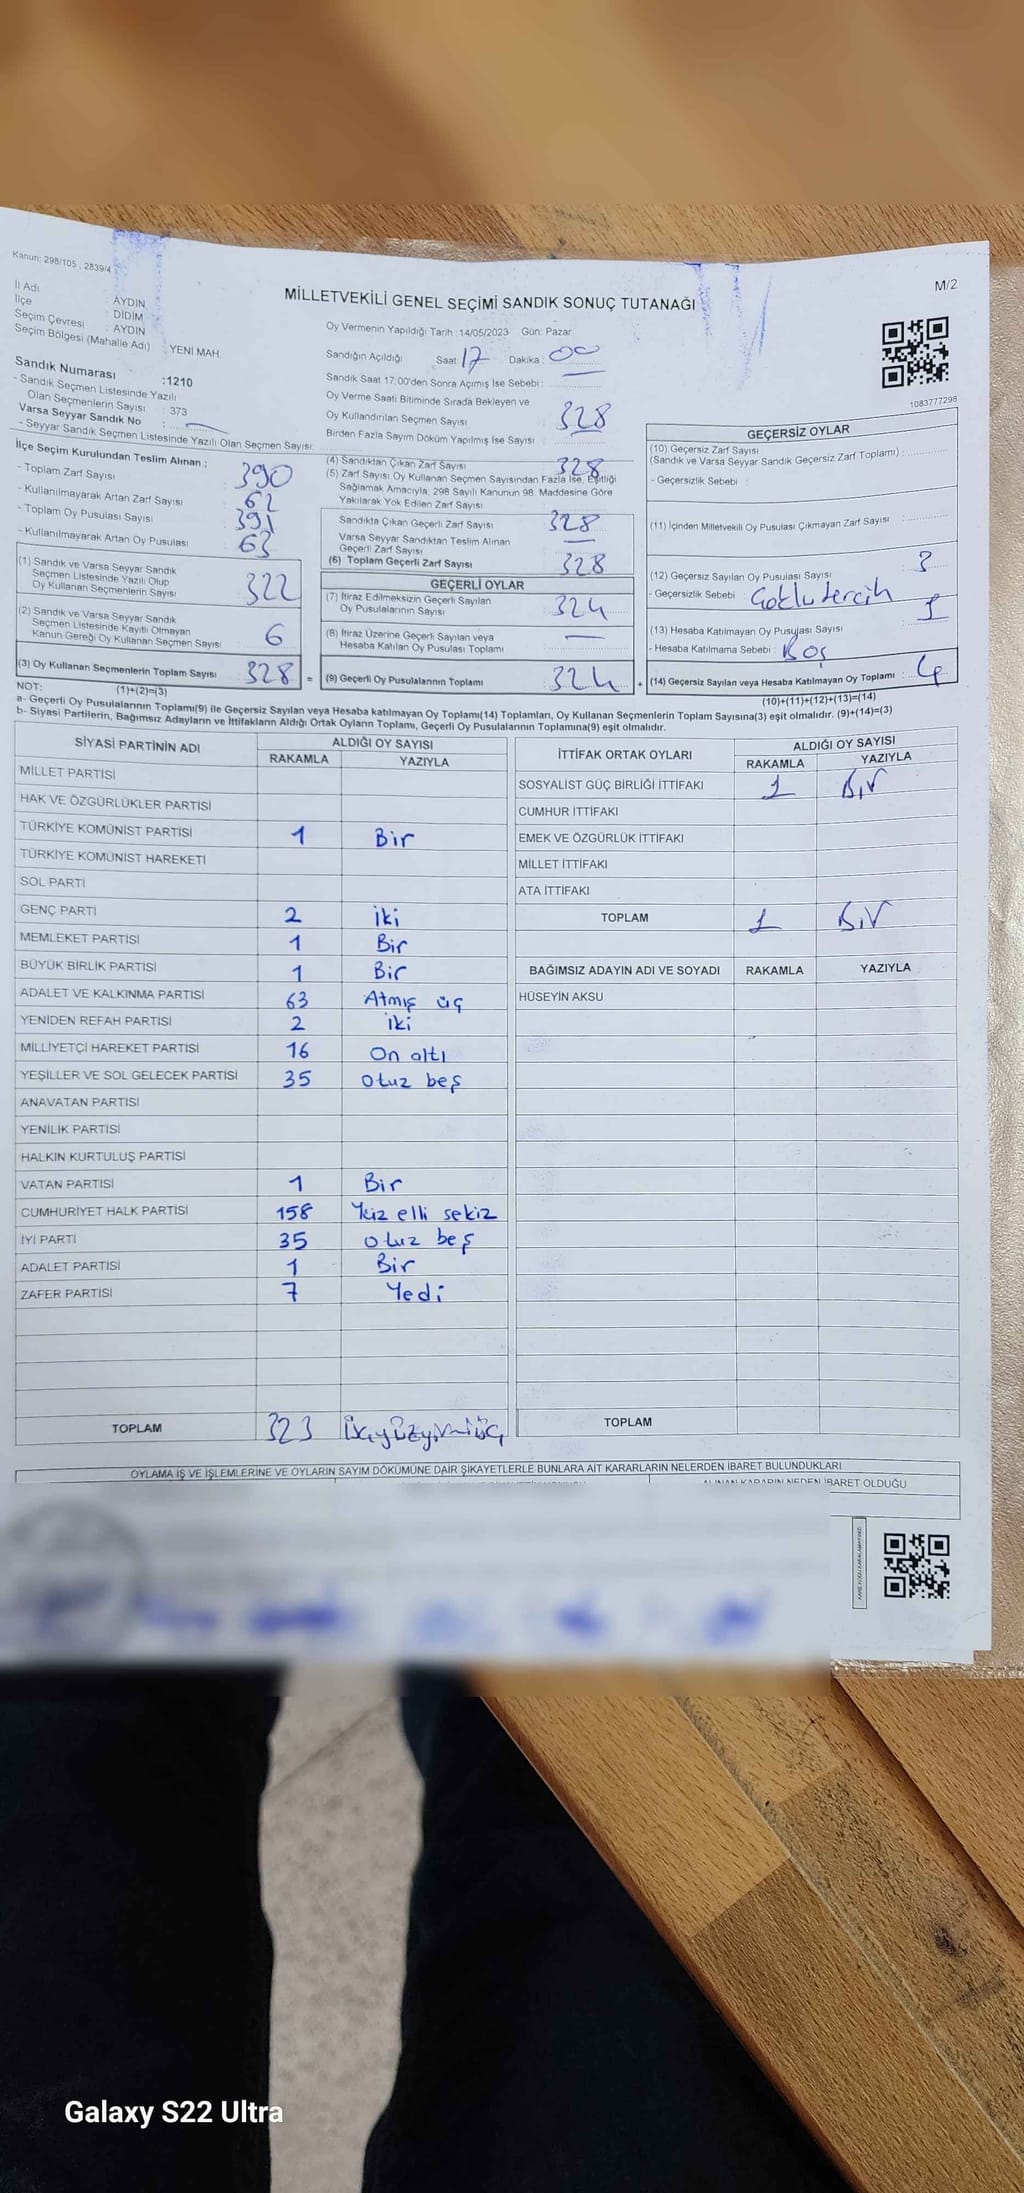 Kanun: 298/105 , 2839/4
M/2
MİLLETVEKİLİ GENEL SEÇİMİ SANDIK SONUÇ TUTANAĞI
İl Adı : AYDIN
İlçe : DİDİM
Seçim Çevresi : AYDIN
Seçim Bölgesi (Mahalle Adı) : YENİ MAH.
Sandık Numarası :1210
- Sandık Seçmen Listesinde Yazılı
Olan Seçmenlerin Sayısı : 373
Varsa Seyyar Sandık No :
- Seyyar Sandık Seçmen Listesinde Yazılı Olan Seçmen Sayısı:
Oy Vermenin Yapıldığı Tarih :14/05/2023 Gün: Pazar
Sandığın Açıldığı Saat: 17 Dakika : 00
Sandık Saat 17:00'den Sonra Açımış İse Sebebi :
Oy Verme Saati Bitiminde Sırada Bekleyen ve
Oy Kullandırılan Seçmen Sayısı 328
Birden Fazla Sayım Döküm Yapılmış İse Sayısı
1083777298
İlçe Seçim Kurulundan Teslim Alınan ;
- Toplam Zarf Sayısı 390
- Kullanılmayarak Artan Zarf Sayısı 62
- Toplam Oy Pusulası Sayısı 391
- Kullanılmayarak Artan Oy Pusulası 63
(1) Sandık ve Varsa Seyyar Sandık
Seçmen Listesinde Yazılı Olup
Oy Kullanan Seçmenlerin Sayısı 322
(2) Sandık ve Varsa Seyyar Sandık
Seçmen Listesinde Kayıtlı Olmayan
Kanun Gereği Oy Kullanan Seçmen Sayısı 6
(3) Oy Kullanan Seçmenlerin Toplam Sayısı 328 =
(1)+(2)=(3)
(4) Sandıktan Çıkan Zarf Sayısı 328
(5) Zarf Sayısı Oy Kullanan Seçmen Sayısından Fazla İse, Eşitliği
Sağlamak Amacıyla, 298 Sayılı Kanunun 98. Maddesine Göre
Yakılarak Yok Edilen Zarf Sayısı
Sandıkta Çıkan Geçerli Zarf Sayısı 328
Varsa Seyyar Sandıktan Teslim Alınan
Geçerli Zarf Sayısı
(6) Toplam Geçerli Zarf Sayısı 328
GEÇERLİ OYLAR
(7) İtiraz Edilmeksizin Geçerli Sayılan
Oy Pusulalarının Sayısı 324
(8) İtiraz Üzerine Geçerli Sayılan veya
Hesaba Katılan Oy Pusulası Toplamı
(9) Geçerli Oy Pusulalarının Toplamı 324 +
GEÇERSİZ OYLAR
(10) Geçersiz Zarf Sayısı
(Sandık ve Varsa Seyyar Sandık Geçersiz Zarf Toplamı) :
- Geçersizlik Sebebi :
(11) İçinden Milletvekili Oy Pusulası Çıkmayan Zarf Sayısı :
(12) Geçersiz Sayılan Oy Pusulası Sayısı : 3
- Geçersizlik Sebebi : Çoklu tercih
(13) Hesaba Katılmayan Oy Pusulası Sayısı : 1
- Hesaba Katılmama Sebebi : Boş
(14) Geçersiz Sayılan veya Hesaba Katılmayan Oy Toplamı : 4
(10)+(11)+(12)+(13)=(14)
NOT:
a- Geçerli Oy Pusulalarının Toplamı(9) ile Geçersiz Sayılan veya Hesaba katılmayan Oy Toplamı(14) Toplamları, Oy Kullanan Seçmenlerin Toplam Sayısına(3) eşit olmalıdır. (9)+(14)=(3)
b- Siyasi Partilerin, Bağımsız Adayların ve İttifakların Aldığı Ortak Oyların Toplamı, Geçerli Oy Pusulalarının Toplamına(9) eşit olmalıdır.
SİYASİ PARTİNİN ADI ALDIĞI OY SAYISI
RAKAMLA YAZIYLA
MİLLET PARTİSİ
HAK VE ÖZGÜRLÜKLER PARTİSİ
TÜRKİYE KOMÜNİST PARTİSİ 1 Bir
TÜRKİYE KOMÜNİST HAREKETİ
SOL PARTİ
GENÇ PARTİ 2 iki
MEMLEKET PARTİSİ 1 Bir
BÜYÜK BİRLİK PARTİSİ 1 Bir
ADALET VE KALKINMA PARTİSİ 63 Atmış üç
YENİDEN REFAH PARTİSİ 2 iki
MİLLİYETÇİ HAREKET PARTİSİ 16 On altı
YEŞİLLER VE SOL GELECEK PARTİSİ 35 otuz beş
ANAVATAN PARTİSİ
YENİLİK PARTİSİ
HALKIN KURTULUŞ PARTİSİ
VATAN PARTİSİ 1 Bir
CUMHURİYET HALK PARTİSİ 158 Yüz elli sekiz
İYİ PARTİ 35 otuz beş
ADALET PARTİSİ 1 Bir
ZAFER PARTİSİ 7 Yedi
TOPLAM 323 üçyüzyirmiüç
İTTİFAK ORTAK OYLARI ALDIĞI OY SAYISI
RAKAMLA YAZIYLA
SOSYALİST GÜÇ BİRLİĞİ İTTİFAKI 1 Bir
CUMHUR İTTİFAKI
EMEK VE ÖZGÜRLÜK İTTİFAKI
MİLLET İTTİFAKI
ATA İTTİFAKI
TOPLAM 1 Bir
BAĞIMSIZ ADAYIN ADI VE SOYADI RAKAMLA YAZIYLA
HÜSEYİN AKSU
TOPLAM
OYLAMA İŞ VE İŞLEMLERİNE VE OYLARIN SAYIM DÖKÜMÜNE DAİR ŞİKAYETLERLE BUNLARA AİT KARARLARIN NELERDEN İBARET BULUNDUKLARI
ALINAN KARARIN NEDEN İBARET OLDUĞU
Galaxy S22 Ultra